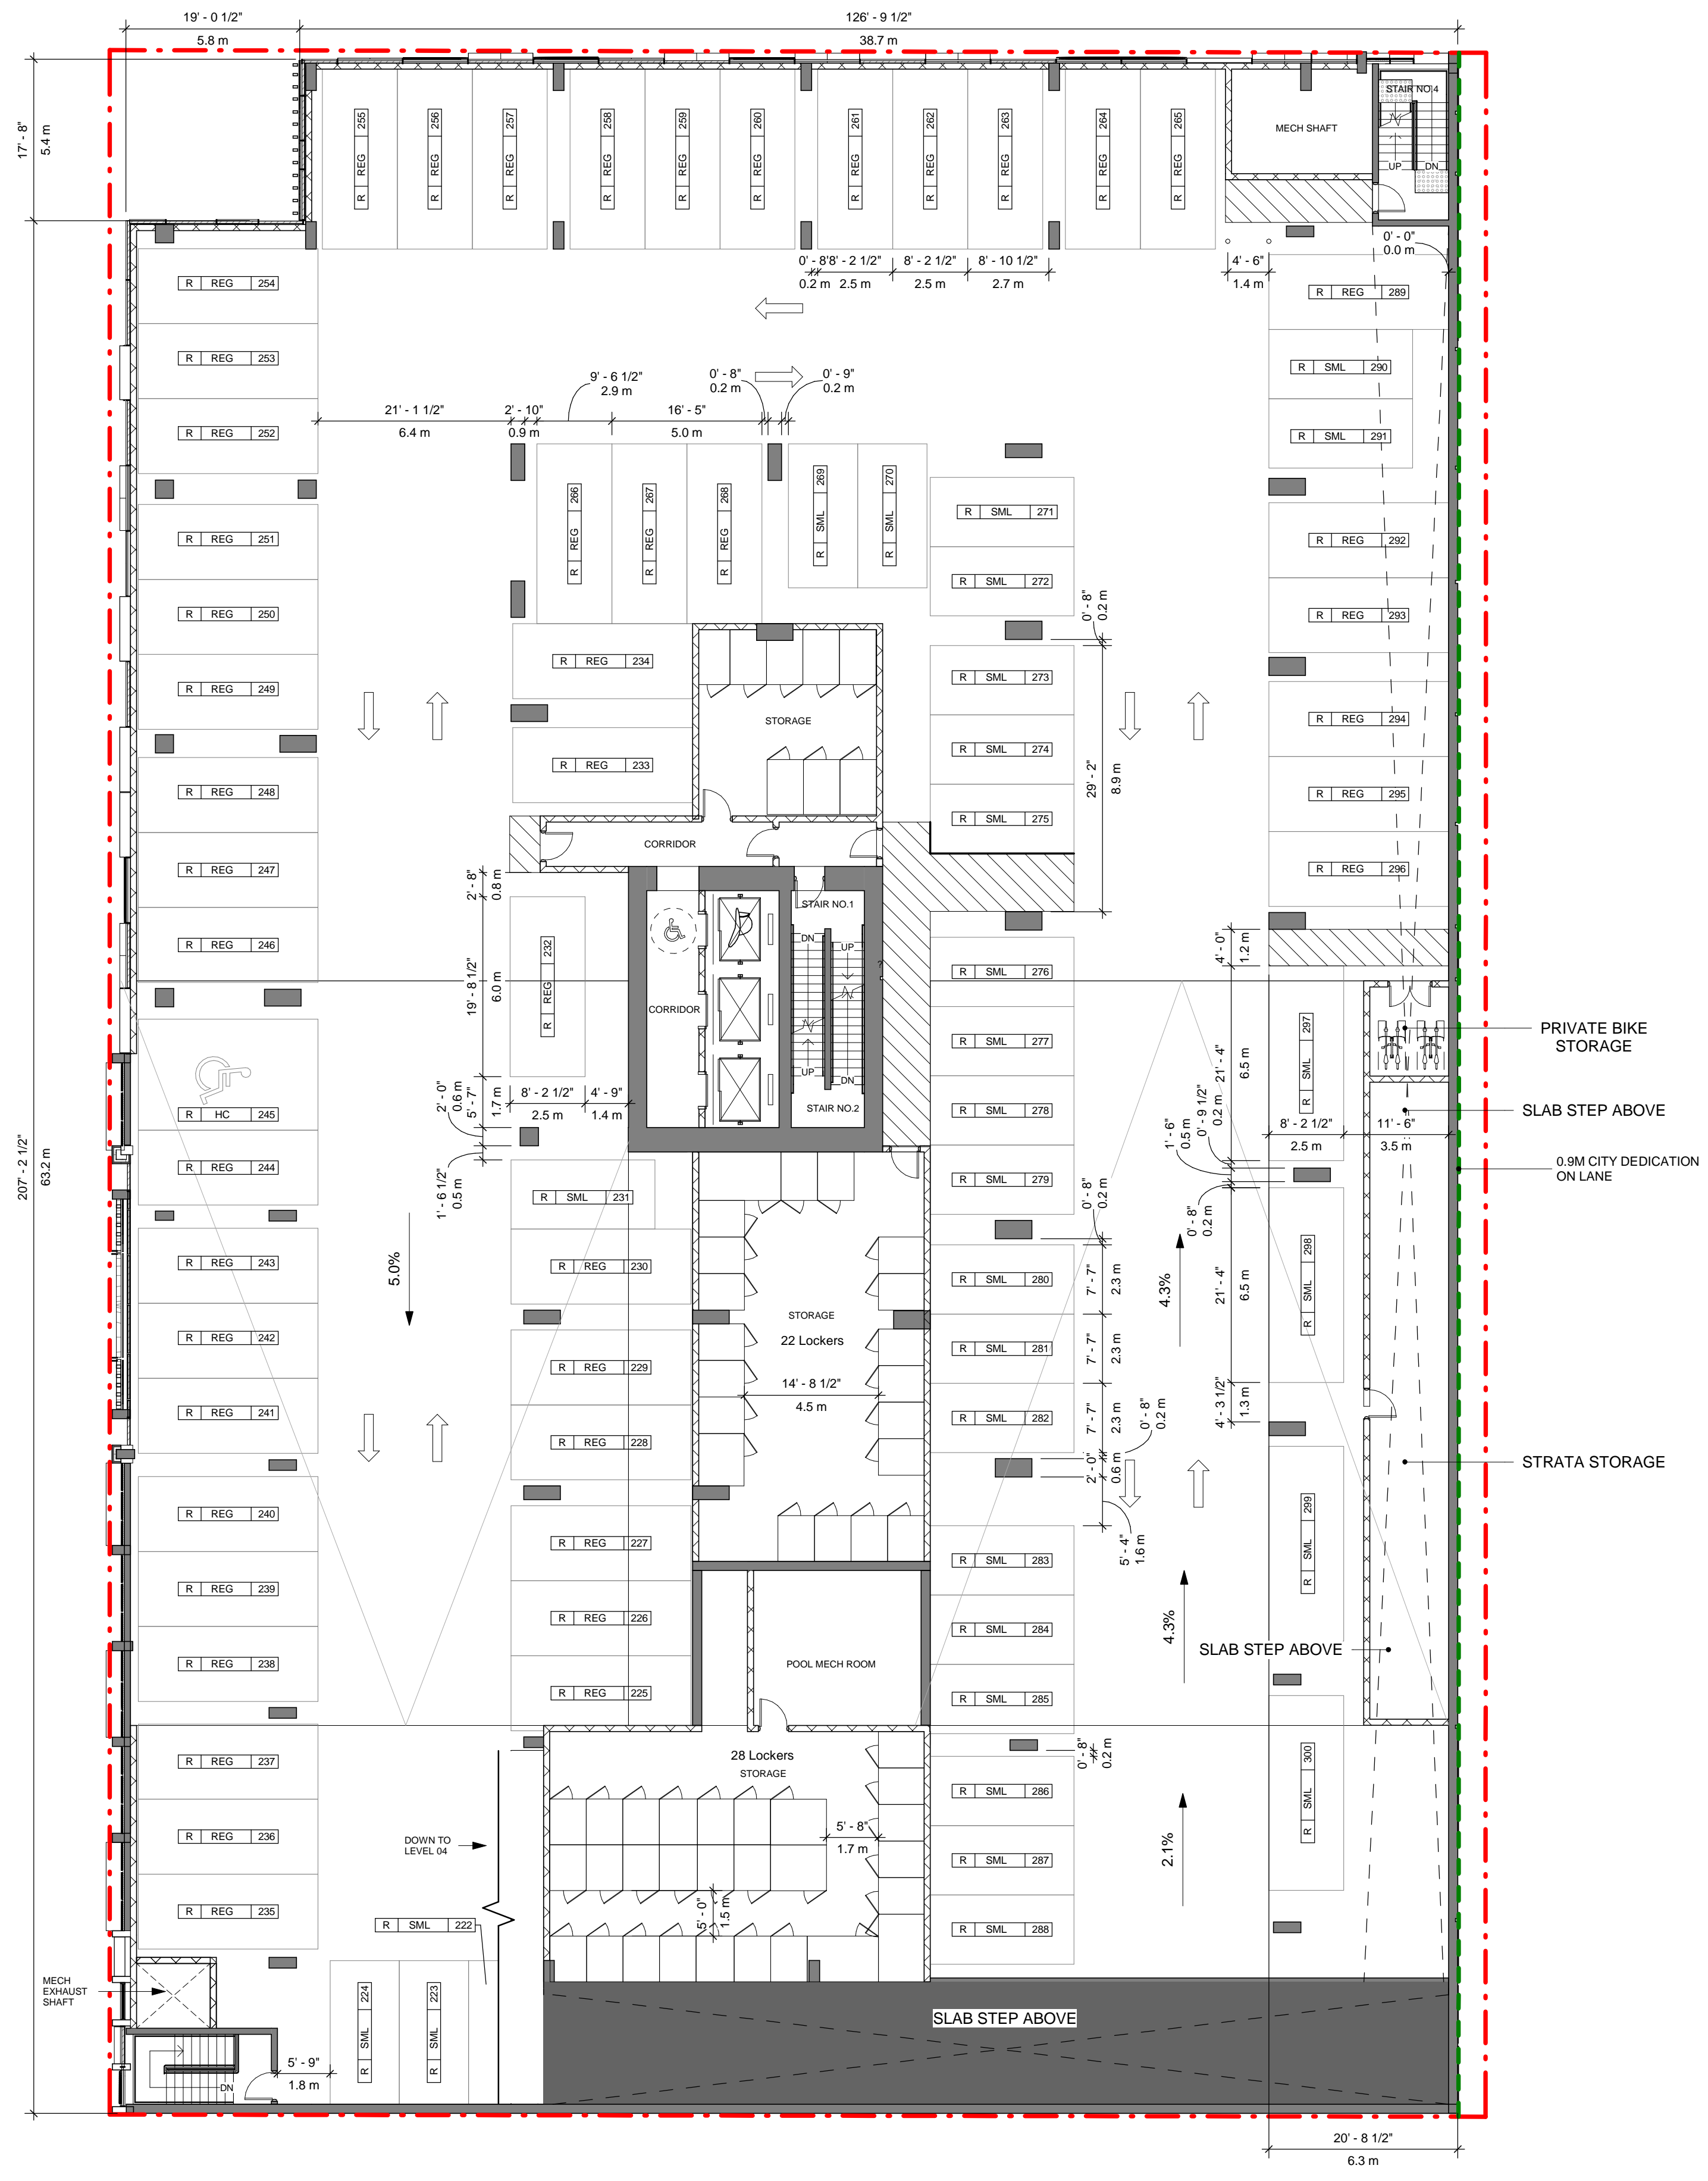 19' - 0 1/2"
5.8 m
126' - 9 1/2"
38.7 m
17' - 8"
5.4 m
R REG 255
R REG 256
R REG 257
R REG 258
R REG 259
R REG 260
R REG 261
R REG 262
R REG 263
R REG 264
R REG 265
MECH SHAFT
STAIR NO.4
UP
DN
0' - 8"
0.2 m
8' - 2 1/2"
2.5 m
8' - 2 1/2"
2.5 m
8' - 10 1/2"
2.7 m
4' - 6"
1.4 m
0' - 0"
0.0 m
R REG 254
R REG 253
R REG 252
R REG 251
R REG 250
R REG 249
R REG 248
R REG 247
R REG 246
R HC 245
R REG 244
R REG 243
R REG 242
R REG 241
R REG 240
R REG 239
R REG 238
R REG 237
R REG 236
R REG 235
207' - 2 1/2"
63.2 m
21' - 1 1/2"
6.4 m
2' - 10"
0.9 m
9' - 6 1/2"
2.9 m
16' - 5"
5.0 m
0' - 8"
0.2 m
0' - 9"
0.2 m
R REG 266
R REG 267
R REG 268
R SML 269
R SML 270
R SML 271
R SML 272
R SML 273
R SML 274
R SML 275
0' - 8"
0.2 m
29' - 2"
8.9 m
R REG 289
R SML 290
R SML 291
R REG 292
R REG 293
R REG 294
R REG 295
R REG 296
R REG 234
R REG 233
STORAGE
CORRIDOR
2' - 8"
0.8 m
19' - 8 1/2"
6.0 m
R REG 232
CORRIDOR
STAIR NO.1
DN
UP
?
UP
DN
STAIR NO.2
8' - 2 1/2"
2.5 m
4' - 9"
1.4 m
5' - 7"
1.7 m
2' - 0"
0.6 m
1' - 6 1/2"
0.5 m
R SML 231
R REG 230
R REG 229
R REG 228
R REG 227
R REG 226
R REG 225
5.0%
STORAGE
22 Lockers
14' - 8 1/2"
4.5 m
POOL MECH ROOM
R SML 276
R SML 277
R SML 278
R SML 279
R SML 280
R SML 281
R SML 282
R SML 283
R SML 284
R SML 285
R SML 286
R SML 287
R SML 288
0' - 8"
0.2 m
7' - 7"
2.3 m
7' - 7"
2.3 m
7' - 7"
2.3 m
0' - 8"
0.2 m
2' - 0"
0.6 m
5' - 4"
1.6 m
0' - 8"
0.2 m
4.3%
4.3%
2.1%
4' - 0"
1.2 m
21' - 4"
6.5 m
8' - 2 1/2"
2.5 m
11' - 6"
3.5 m
0' - 9 1/2"
0.2 m
1' - 6"
0.5 m
0' - 8"
0.2 m
21' - 4"
6.5 m
4' - 3 1/2"
1.3 m
R SML 297
R SML 298
R SML 299
R SML 300
PRIVATE BIKE
STORAGE
SLAB STEP ABOVE
0.9M CITY DEDICATION
ON LANE
STRATA STORAGE
SLAB STEP ABOVE
28 Lockers
STORAGE
5' - 8"
1.7 m
5' - 0"
1.5 m
DOWN TO
LEVEL 04
R SML 222
R SML 224
R SML 223
MECH
EXHAUST
SHAFT
DN
5' - 9"
1.8 m
SLAB STEP ABOVE
20' - 8 1/2"
6.3 m